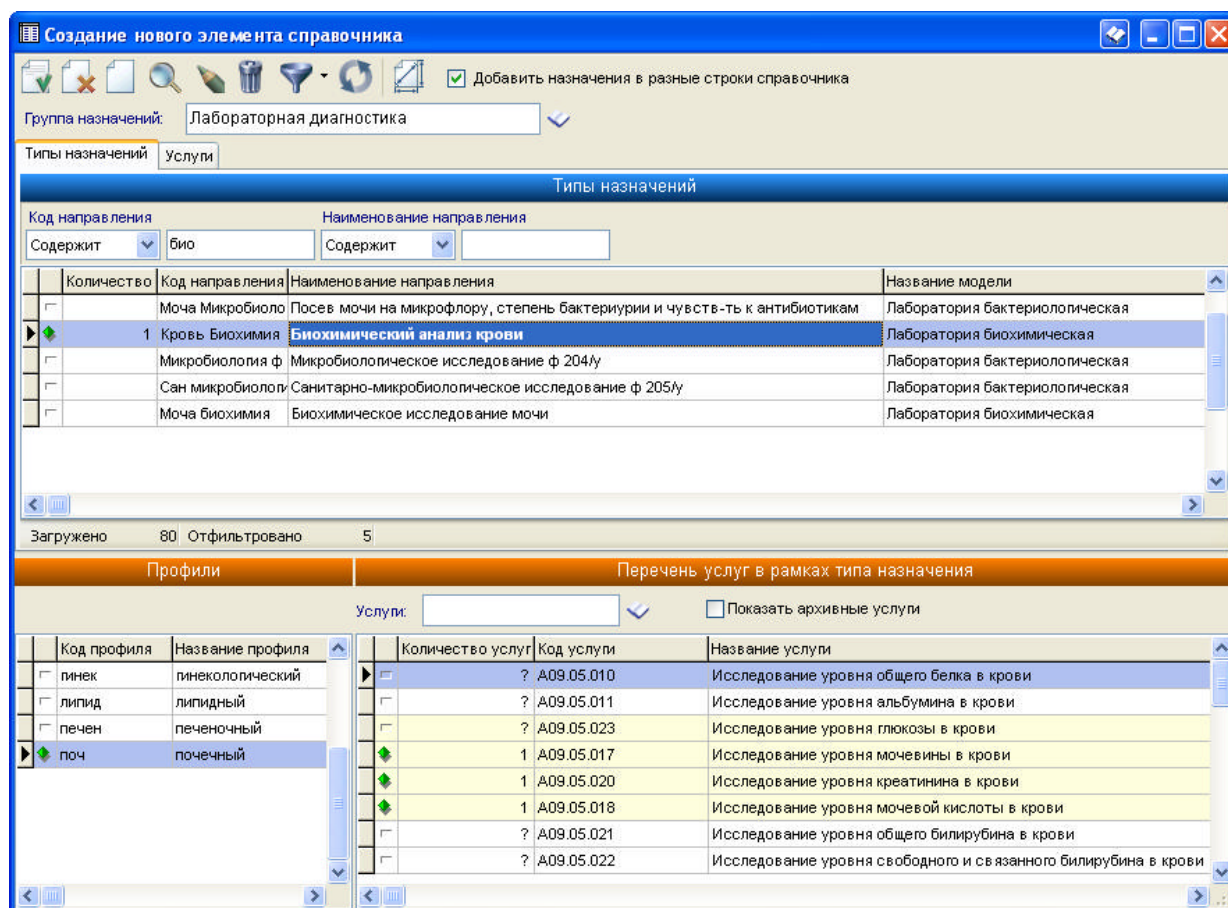 Создание нового элемента справочника
Добавить назначения в разные строки справочника
Группа назначений: Лабораторная диагностика
Типы назначений Услуги
Типы назначений
Код направления Наименование направления
Содержит био Содержит
Количество Код направления Наименование направления Название модели
Моча Микробиоло Посев мочи на микрофлору, степень бактериурии и чувств-ть к антибиотикам Лаборатория бактериологическая
1 Кровь Биохимия Биохимический анализ крови Лаборатория биохимическая
Микробиология ф Микробиологическое исследование ф 204/у Лаборатория бактериологическая
Сан микробиолог Санитарно-микробиологическое исследование ф 205/у Лаборатория бактериологическая
Моча биохимия Биохимическое исследование мочи Лаборатория биохимическая
Загружено 80 Отфильтровано 5
Профили Перечень услуг в рамках типа назначения
Услуги: Показать архивные услуги
Код профиля Название профиля Количество услуг Код услуги Название услуги
гинек гинекологический ? A09.05.010 Исследование уровня общего белка в крови
липид липидный ? A09.05.011 Исследование уровня альбумина в крови
печен печеночный ? A09.05.023 Исследование уровня глюкозы в крови
поч почечный 1 A09.05.017 Исследование уровня мочевины в крови
1 A09.05.020 Исследование уровня креатинина в крови
1 A09.05.018 Исследование уровня мочевой кислоты в крови
? A09.05.021 Исследование уровня общего билирубина в крови
? A09.05.022 Исследование уровня свободного и связанного билирубина в крови